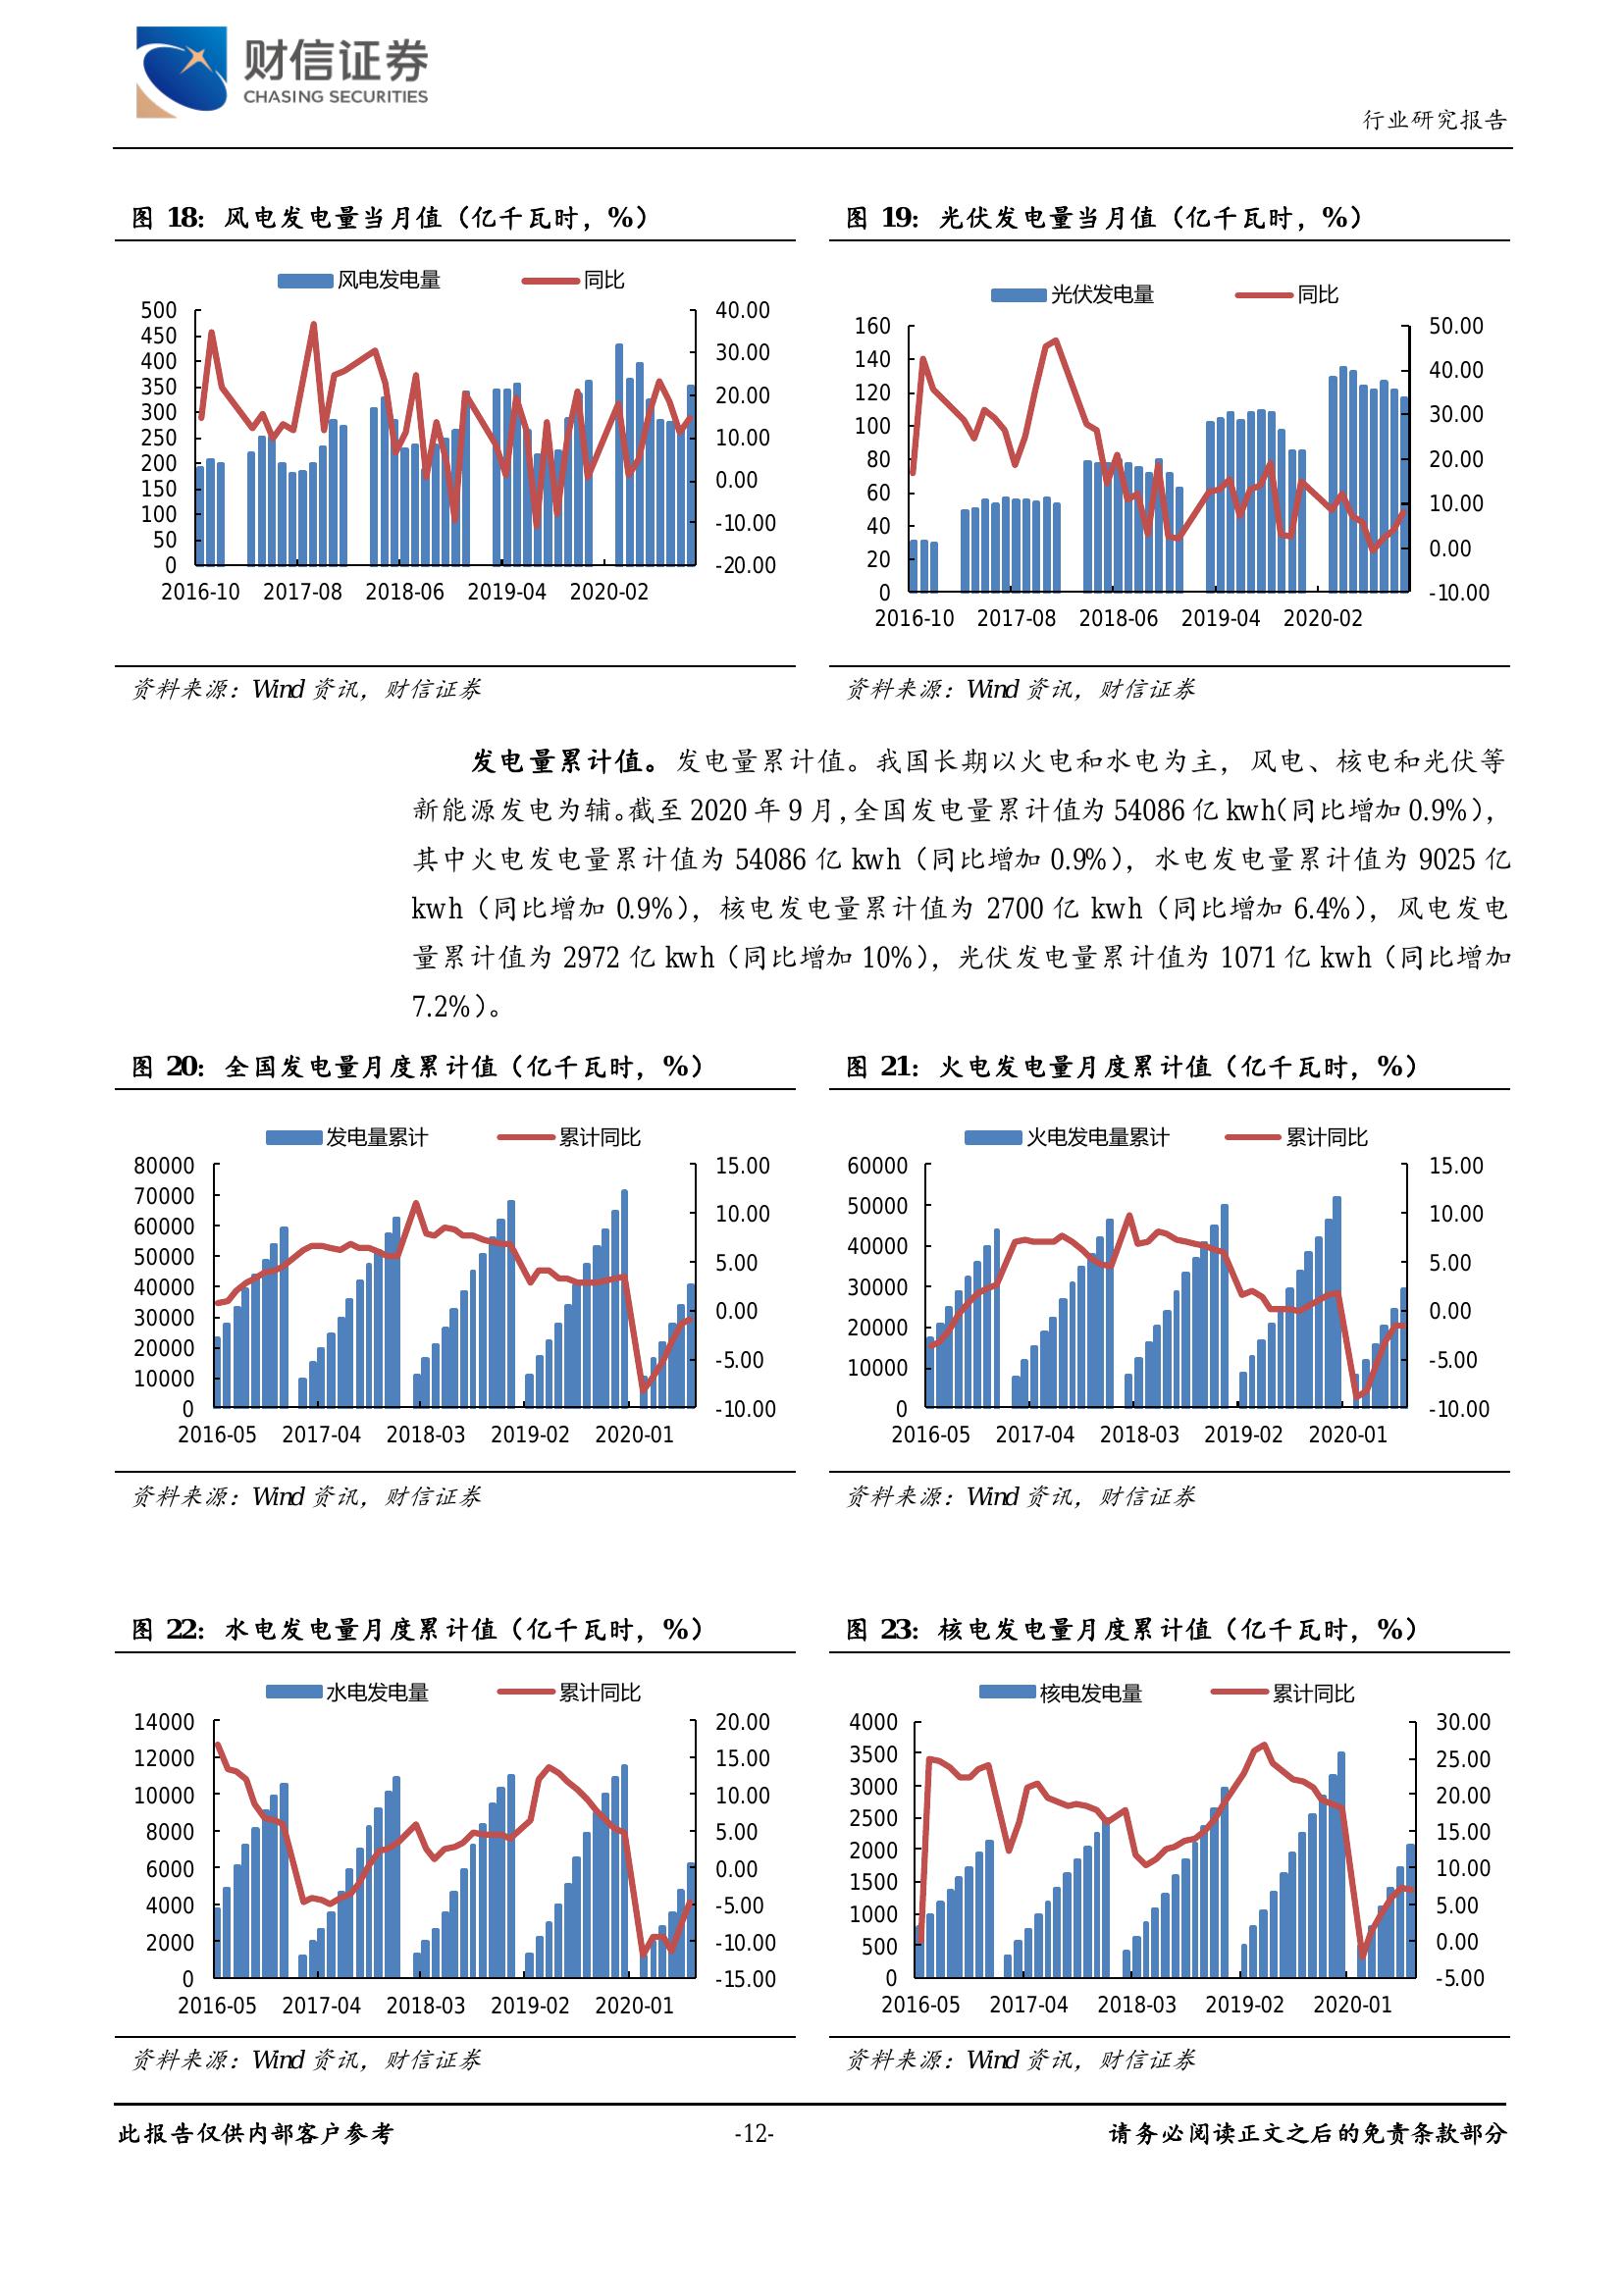 财信证券
CHASING SECURITIES
行业研究报告
图 18：风电发电量当月值（亿千瓦时，%）
风电发电量 同比
500
450
400
350
300
250
200
150
100
50
0
40.00
30.00
20.00
10.00
0.00
-10.00
-20.00
2016-10 2017-08 2018-06 2019-04 2020-02
资料来源：Wind 资讯，财信证券
图 19：光伏发电量当月值（亿千瓦时，%）
光伏发电量 同比
160
140
120
100
80
60
40
20
0
50.00
40.00
30.00
20.00
10.00
0.00
-10.00
2016-10 2017-08 2018-06 2019-04 2020-02
资料来源：Wind 资讯，财信证券
发电量累计值。发电量累计值。我国长期以火电和水电为主，风电、核电和光伏等
新能源发电为辅。截至 2020 年 9 月，全国发电量累计值为 54086 亿 kwh（同比增加 0.9%），
其中火电发电量累计值为 54086 亿 kwh（同比增加 0.9%），水电发电量累计值为 9025 亿
kwh（同比增加 0.9%），核电发电量累计值为 2700 亿 kwh（同比增加 6.4%），风电发电
量累计值为 2972 亿 kwh（同比增加 10%），光伏发电量累计值为 1071 亿 kwh（同比增加
7.2%）。
图 20：全国发电量月度累计值（亿千瓦时，%）
发电量累计 累计同比
80000
70000
60000
50000
40000
30000
20000
10000
0
15.00
10.00
5.00
0.00
-5.00
-10.00
2016-05 2017-04 2018-03 2019-02 2020-01
资料来源：Wind 资讯，财信证券
图 21：火电发电量月度累计值（亿千瓦时，%）
火电发电量累计 累计同比
60000
50000
40000
30000
20000
10000
0
15.00
10.00
5.00
0.00
-5.00
-10.00
2016-05 2017-04 2018-03 2019-02 2020-01
资料来源：Wind 资讯，财信证券
图 22：水电发电量月度累计值（亿千瓦时，%）
水电发电量 累计同比
14000
12000
10000
8000
6000
4000
2000
0
20.00
15.00
10.00
5.00
0.00
-5.00
-10.00
-15.00
2016-05 2017-04 2018-03 2019-02 2020-01
资料来源：Wind 资讯，财信证券
图 23：核电发电量月度累计值（亿千瓦时，%）
核电发电量 累计同比
4000
3500
3000
2500
2000
1500
1000
500
0
30.00
25.00
20.00
15.00
10.00
5.00
0.00
-5.00
2016-05 2017-04 2018-03 2019-02 2020-01
资料来源：Wind 资讯，财信证券
此报告仅供内部客户参考 -12- 请务必阅读正文之后的免责条款部分